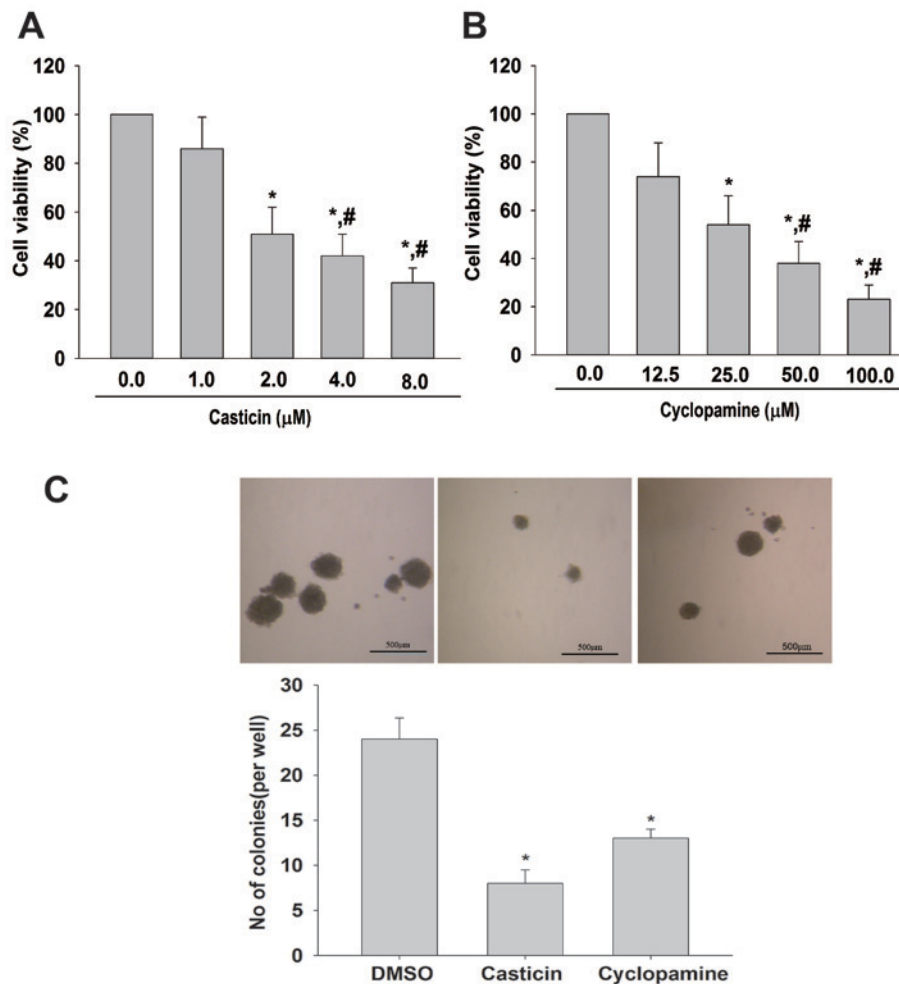 A
Cell viability (%)
120
100
80
60
40
20
0
*
*,#
*,#
0.0 1.0 2.0 4.0 8.0
Casticin (μM)
B
Cell viability (%)
120
100
80
60
40
20
0
*
*,#
*,#
0.0 12.5 25.0 50.0 100.0
Cyclopamine (μM)
C
500μm
500μm
500μm
No of colonies(per well)
30
25
20
15
10
5
0
*
*
DMSO Casticin Cyclopamine